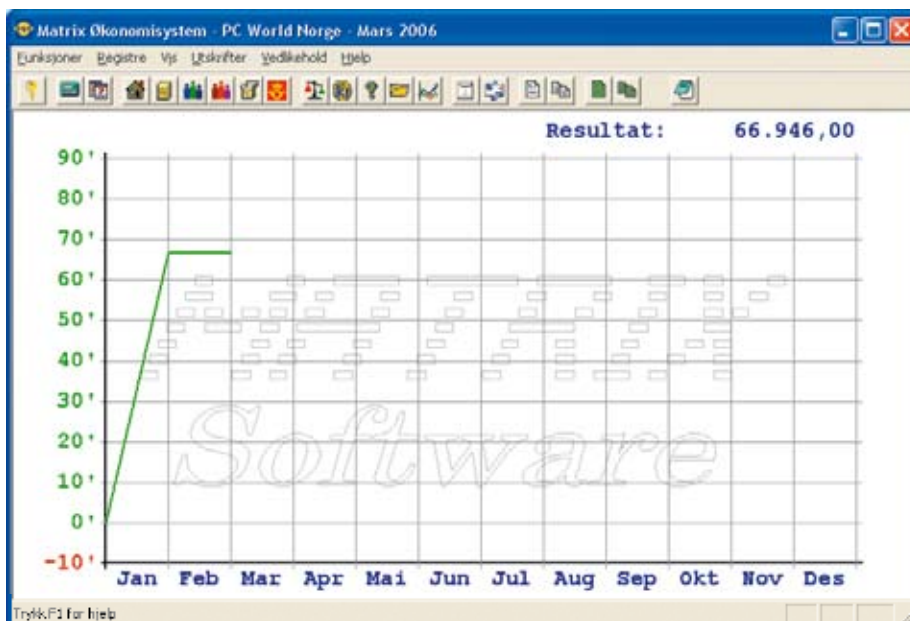 Matrix Økonomisystem - PC World Norge - Mars 2006
Funksjoner Registre Vis Utskrifter Vedlikehold Hjelp
Resultat: 66.946,00
90'
80'
70'
60'
50'
40'
30'
20'
10'
0'
-10'
MATRIX
Software
Jan Feb Mar Apr Mai Jun Jul Aug Sep Okt Nov Des
Trykk F1 for hjelp